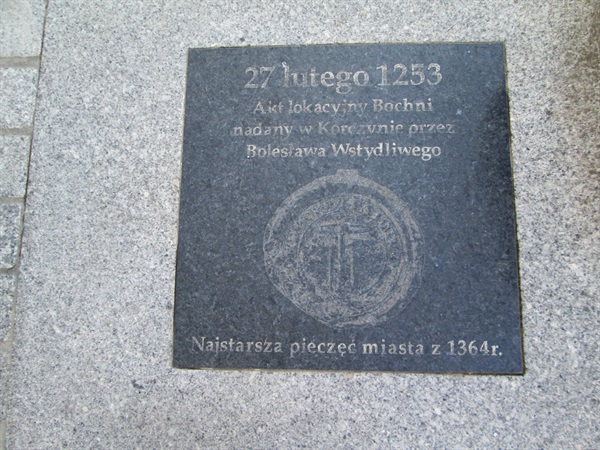 27 lutego 1253
Akt lokacyjny Bochni
nadany w Korczynie przez
Bolesława Wstydliwego
Najstarsza pieczęć miasta z 1364r.